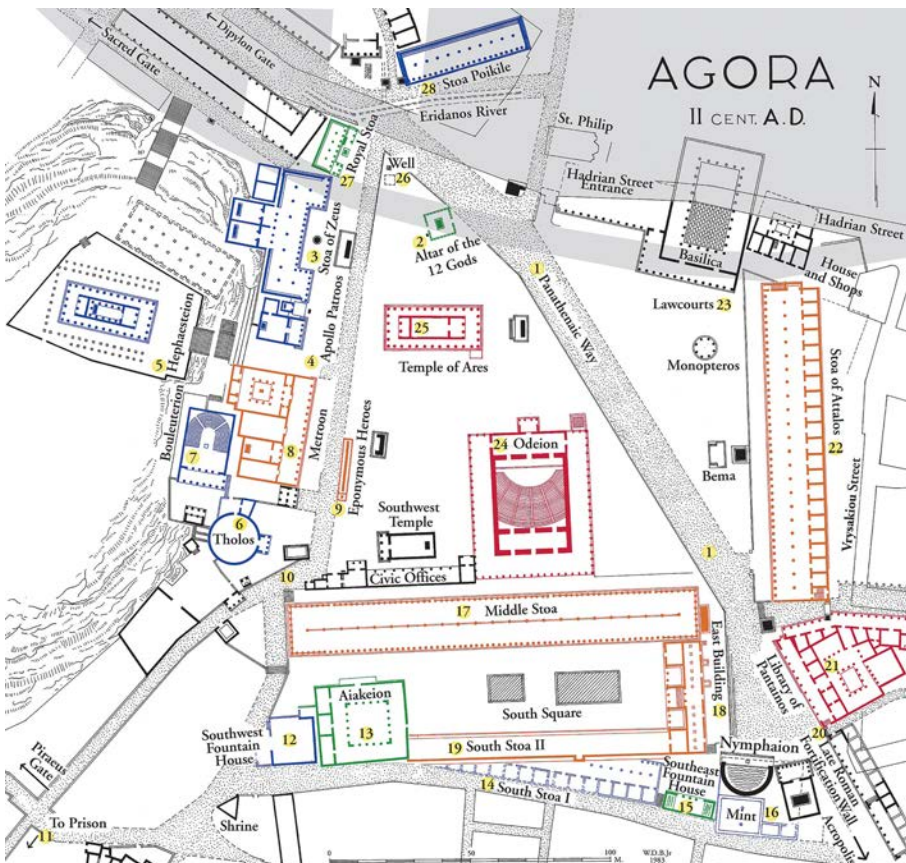 AGORA
II CENT. A.D.
N
Dipylon Gate
Sacred Gate
28 Stoa Poikile
Eridanos River
St. Philip
Hadrian Street
Entrance
Hadrian Street
Royal Stoa
27
Well
26
2
Altar of the
12 Gods
3
Stoa of Zeus
1
Panathenaic Way
Basilica
Lawcourts 23
House
and Shops
Apollo Patroos
4
5
Hephaesteion
25
Temple of Ares
Monopteros
Stoa of Attalos
22
Vrysakiou Street
Bouleuterion
7
8
Metroon
Eponymous Heroes
9
24 Odeion
Bema
6
Tholos
Southwest
Temple
Civic Offices
10
1
17 Middle Stoa
East Building
18
Library of
Pantainos
21
20
Aiakeion
13
South Square
Southwest
Fountain
House
12
19 South Stoa II
Nymphaion
Late Roman
Fortification Wall
14
South Stoa I
Southeast
Fountain
House
15
Mint
16
Acropolis
Piraeus
Gate
To Prison
11
Shrine
0
50
100
M.
W.D.B.Jr
1983